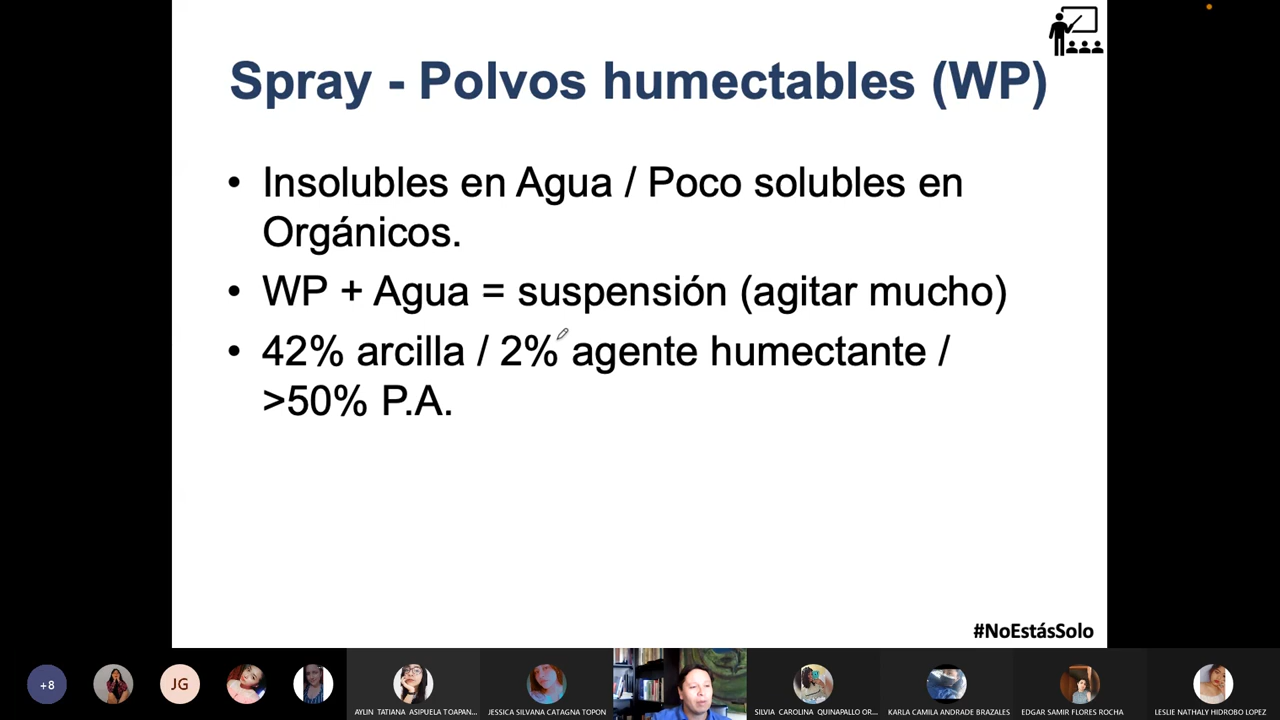 Spray - Polvos humectables (WP)
• Insolubles en Agua / Poco solubles en
Orgánicos.
• WP + Agua = suspensión (agitar mucho)
• 42% arcilla / 2% agente humectante /
>50% P.A.
#NoEstásSolo
+8
JG
AYLIN TATIANA ASIPUELA TOAPAN...
JESSICA SILVANA CATAGNA TOPON
SILVIA CAROLINA QUINAPALLO OR...
KARLA CAMILA ANDRADE BRAZALES
EDGAR SAMIR FLORES ROCHA
LESLIE NATHALY HIDROBO LOPEZ